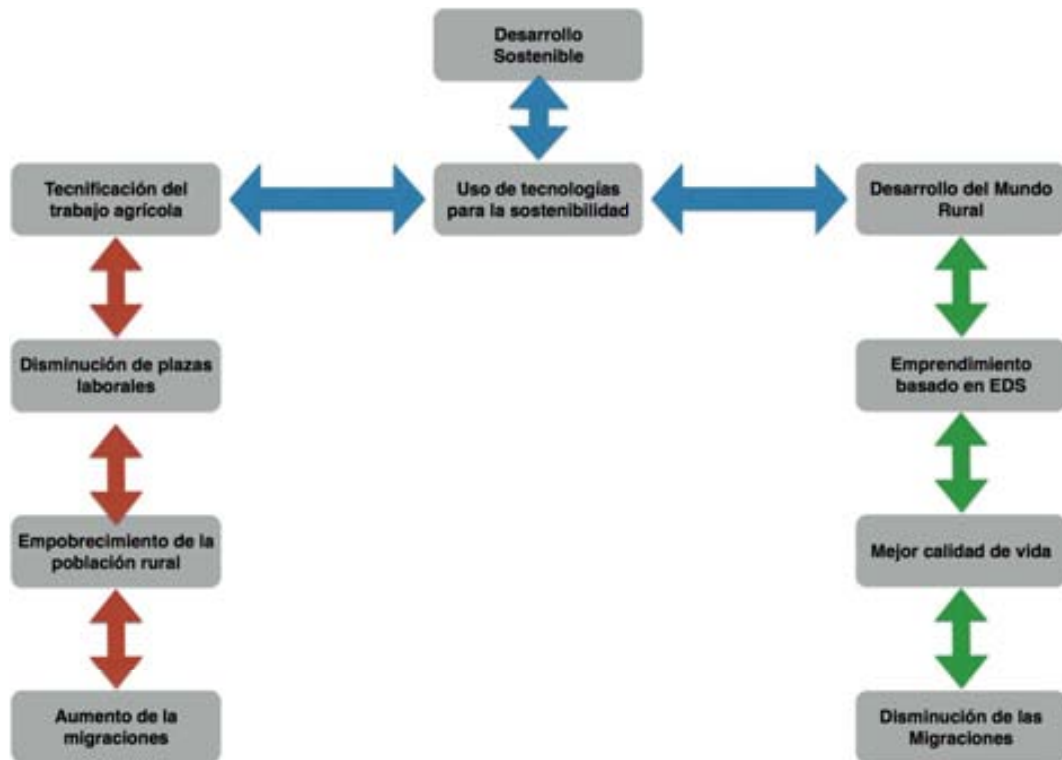 Desarrollo
Sostenible
Tecnificación del
trabajo agrícola
Uso de tecnologías
para la sostenibilidad
Desarrollo del Mundo
Rural
Disminución de plazas
laborales
Emprendimiento
basado en EDS
Empobrecimiento de la
población rural
Mejor calidad de vida
Aumento de la
migraciones
Disminución de las
Migraciones